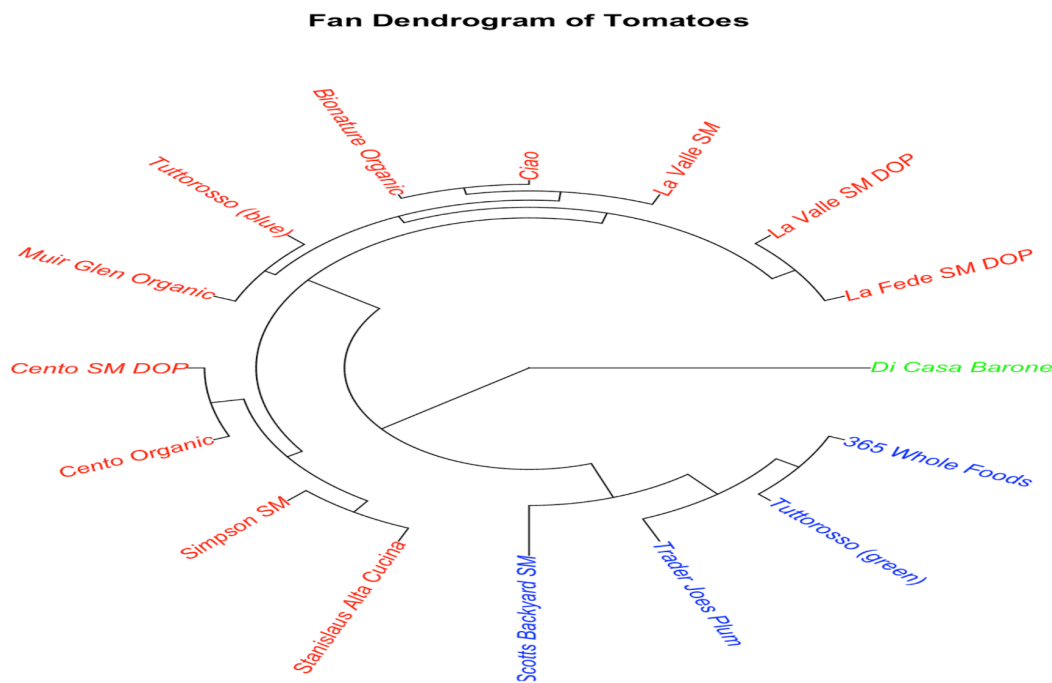 Fan Dendrogram of Tomatoes
Bionature Organic
Ciao
La Valle SM
Tuttorosso (blue)
La Valle SM DOP
Muir Glen Organic
La Fede SM DOP
Cento SM DOP
Di Casa Barone
Cento Organic
365 Whole Foods
Simpson SM
Tuttorosso (green)
Stanislaus Alta Cucina
Scotts Backyard SM
Trader Joes Plum